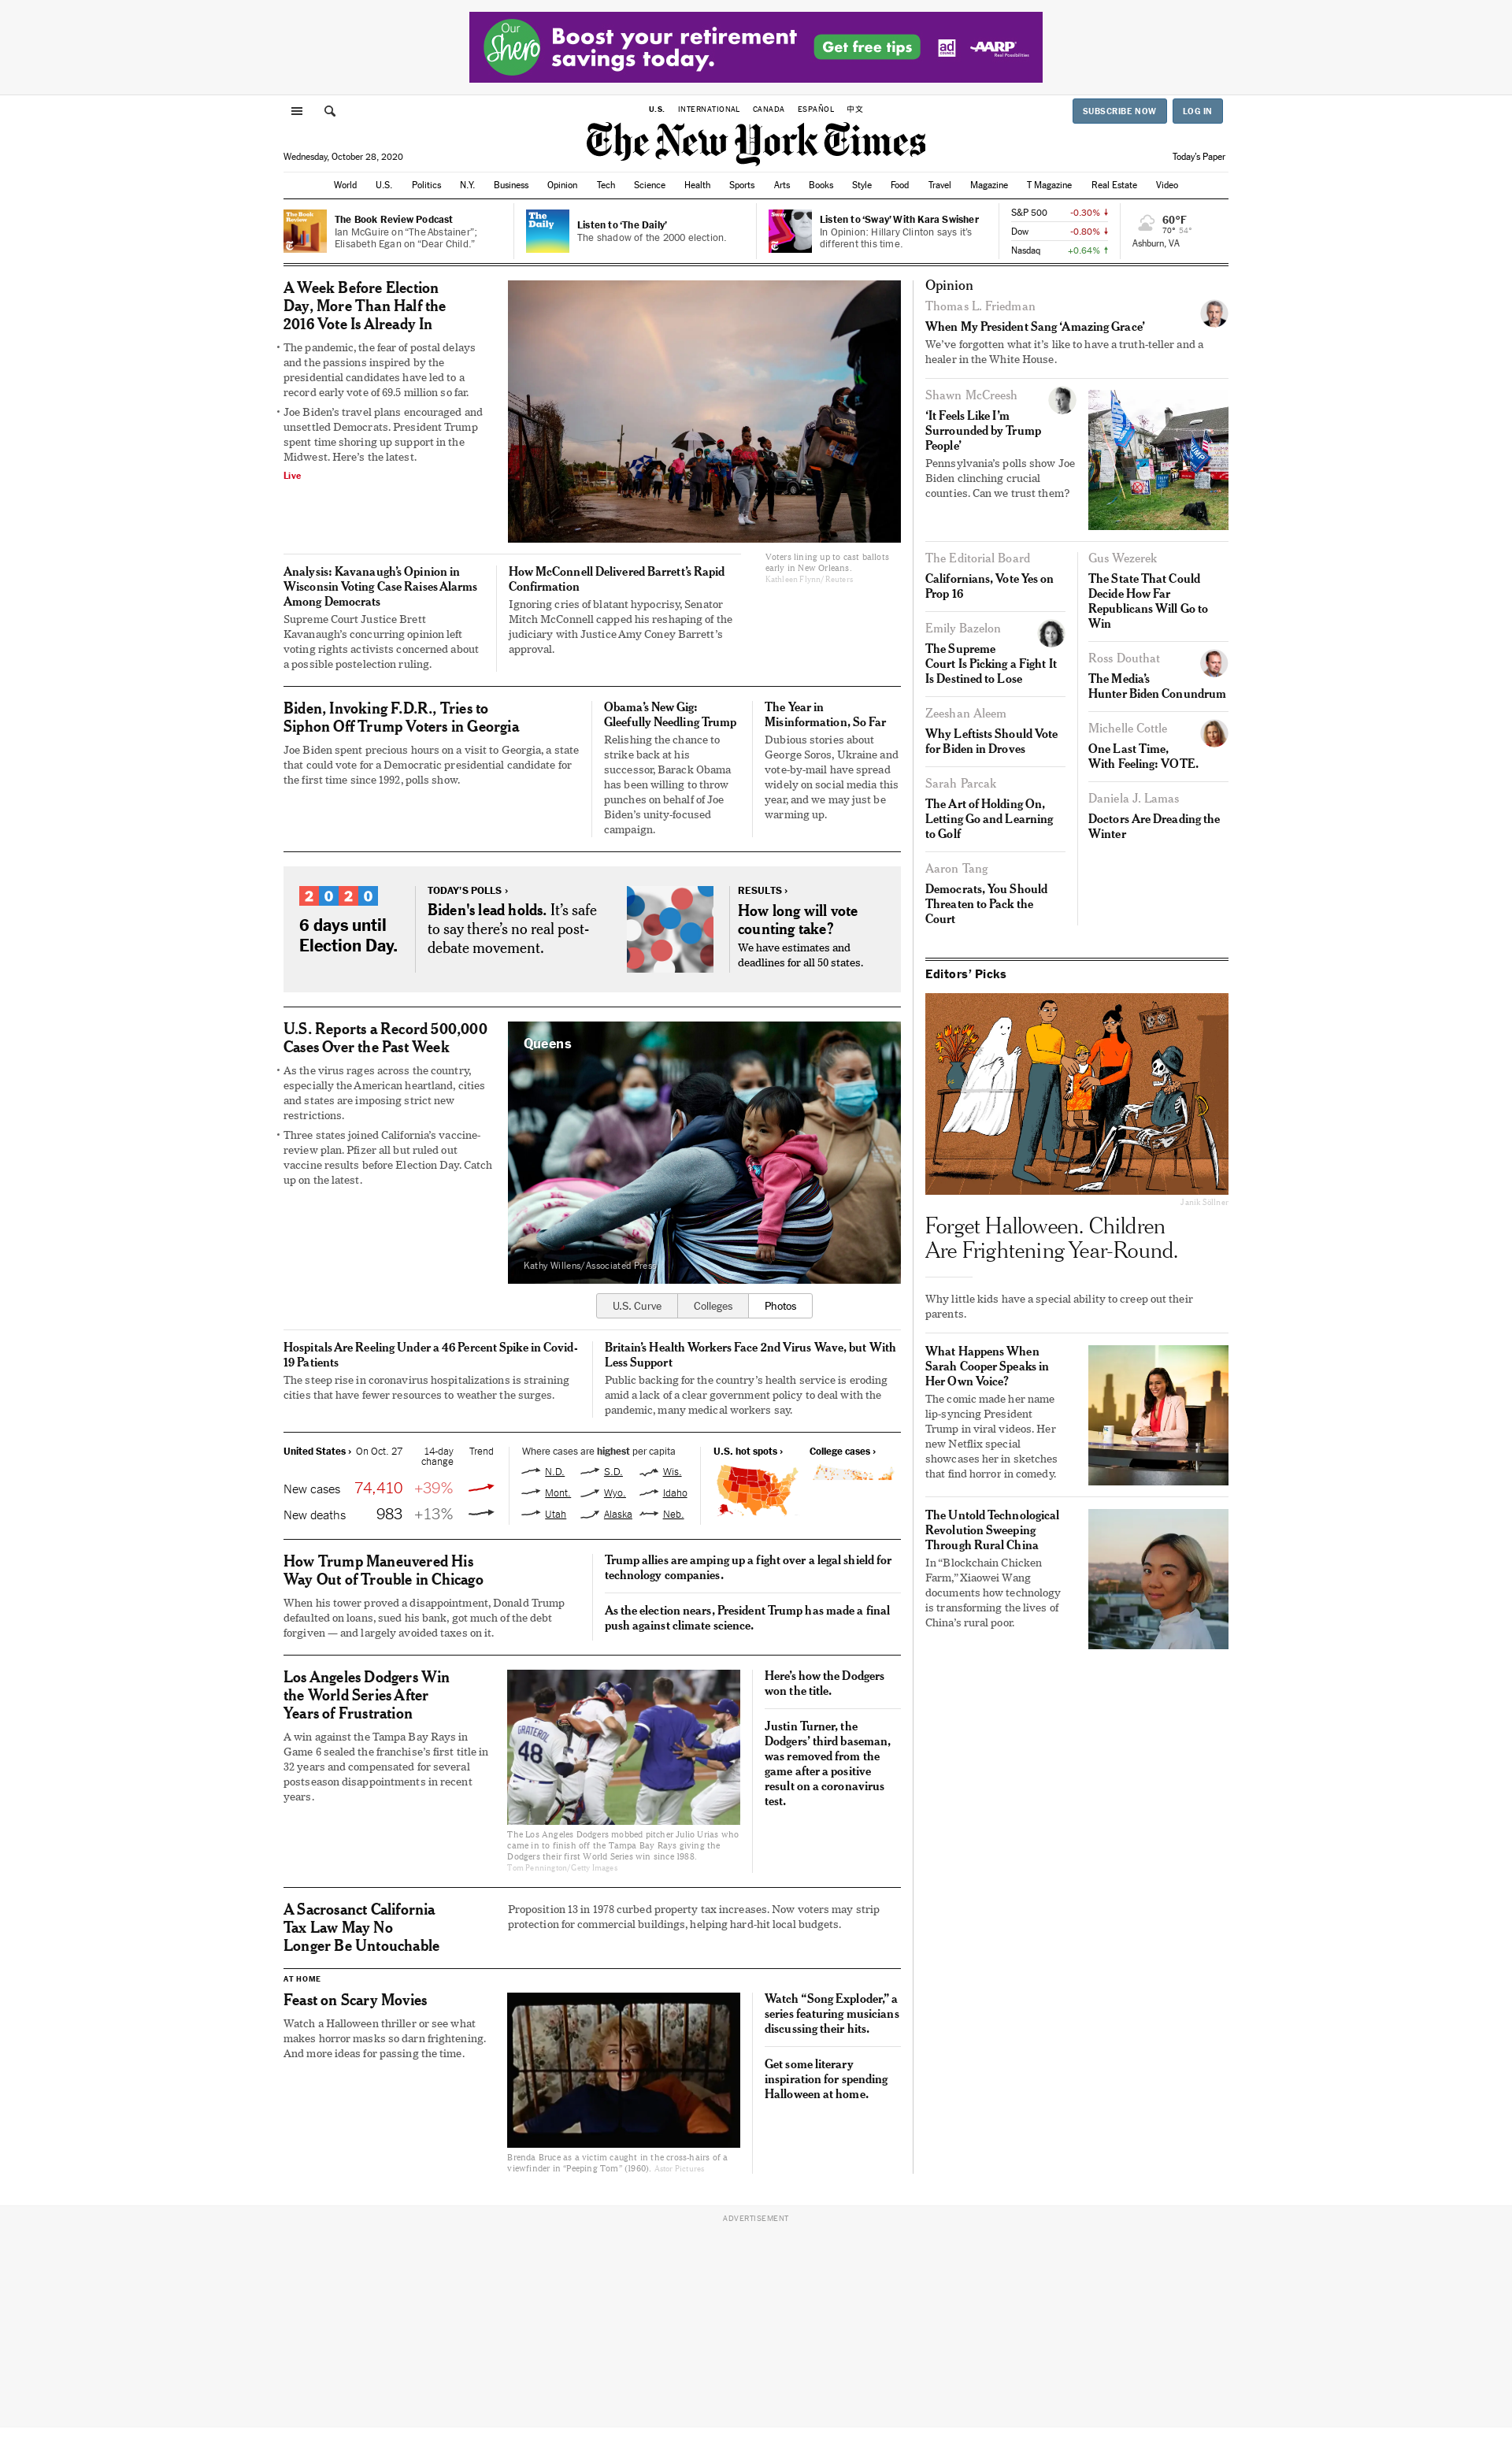 Our
Shero
Boost your retirement
savings today.
Get free tips
ad
AARP
Real Possibilities
U.S.
INTERNATIONAL
CANADA
ESPAÑOL
中文
SUBSCRIBE NOW
LOG IN
The New York Times
Wednesday, October 28, 2020
Today's Paper
World
U.S.
Politics
N.Y.
Business
Opinion
Tech
Science
Health
Sports
Arts
Books
Style
Food
Travel
Magazine
T Magazine
Real Estate
Video
The Book Review
The Book Review Podcast
Ian McGuire on “The Abstainer”;
Elisabeth Egan on “Dear Child.”
The
Daily
Listen to ‘The Daily’
The shadow of the 2000 election.
Sway
Listen to ‘Sway’ With Kara Swisher
In Opinion: Hillary Clinton says it’s
different this time.
S&P 500 -0.30% ↓
Dow -0.80% ↓
Nasdaq +0.64% ↑
60°F
70° 54°
Ashburn, VA
A Week Before Election
Day, More Than Half the
2016 Vote Is Already In
• The pandemic, the fear of postal delays
and the passions inspired by the
presidential candidates have led to a
record early vote of 69.5 million so far.
• Joe Biden’s travel plans encouraged and
unsettled Democrats. President Trump
spent time shoring up support in the
Midwest. Here’s the latest.
Live
Voters lining up to cast ballots
early in New Orleans.
Kathleen Flynn/Reuters
Analysis: Kavanaugh’s Opinion in
Wisconsin Voting Case Raises Alarms
Among Democrats
Supreme Court Justice Brett
Kavanaugh’s concurring opinion left
voting rights activists concerned about
a possible postelection ruling.
How McConnell Delivered Barrett’s Rapid
Confirmation
Ignoring cries of blatant hypocrisy, Senator
Mitch McConnell capped his reshaping of the
judiciary with Justice Amy Coney Barrett’s
approval.
Biden, Invoking F.D.R., Tries to
Siphon Off Trump Voters in Georgia
Joe Biden spent precious hours on a visit to Georgia, a state
that could vote for a Democratic presidential candidate for
the first time since 1992, polls show.
Obama’s New Gig:
Gleefully Needling Trump
Relishing the chance to
strike back at his
successor, Barack Obama
has been willing to throw
punches on behalf of Joe
Biden’s unity-focused
campaign.
The Year in
Misinformation, So Far
Dubious stories about
George Soros, Ukraine and
vote-by-mail have spread
widely on social media this
year, and we may just be
warming up.
2020
6 days until
Election Day.
TODAY’S POLLS ›
Biden's lead holds. It’s safe
to say there’s no real post-
debate movement.
RESULTS ›
How long will vote
counting take?
We have estimates and
deadlines for all 50 states.
U.S. Reports a Record 500,000
Cases Over the Past Week
• As the virus rages across the country,
especially the American heartland, cities
and states are imposing strict new
restrictions.
• Three states joined California’s vaccine-
review plan. Pfizer all but ruled out
vaccine results before Election Day. Catch
up on the latest.
Queens
Kathy Willens/Associated Press
U.S. Curve
Colleges
Photos
Hospitals Are Reeling Under a 46 Percent Spike in Covid-
19 Patients
The steep rise in coronavirus hospitalizations is straining
cities that have fewer resources to weather the surges.
Britain’s Health Workers Face 2nd Virus Wave, but With
Less Support
Public backing for the country’s health service is eroding
amid a lack of a clear government policy to deal with the
pandemic, many medical workers say.
United States › On Oct. 27 14-day
change Trend
New cases 74,410 +39%
New deaths 983 +13%
Where cases are highest per capita
N.D. S.D. Wis.
Mont. Wyo. Idaho
Utah Alaska Neb.
U.S. hot spots ›
College cases ›
How Trump Maneuvered His
Way Out of Trouble in Chicago
When his tower proved a disappointment, Donald Trump
defaulted on loans, sued his bank, got much of the debt
forgiven — and largely avoided taxes on it.
Trump allies are amping up a fight over a legal shield for
technology companies.
As the election nears, President Trump has made a final
push against climate science.
Los Angeles Dodgers Win
the World Series After
Years of Frustration
A win against the Tampa Bay Rays in
Game 6 sealed the franchise’s first title in
32 years and compensated for several
postseason disappointments in recent
years.
GRATEROL
48
The Los Angeles Dodgers mobbed pitcher Julio Urias who
came in to finish off the Tampa Bay Rays giving the
Dodgers their first World Series win since 1988.
Tom Pennington/Getty Images
Here’s how the Dodgers
won the title.
Justin Turner, the
Dodgers’ third baseman,
was removed from the
game after a positive
result on a coronavirus
test.
A Sacrosanct California
Tax Law May No
Longer Be Untouchable
Proposition 13 in 1978 curbed property tax increases. Now voters may strip
protection for commercial buildings, helping hard-hit local budgets.
AT HOME
Feast on Scary Movies
Watch a Halloween thriller or see what
makes horror masks so darn frightening.
And more ideas for passing the time.
Brenda Bruce as a victim caught in the cross-hairs of a
viewfinder in “Peeping Tom” (1960). Astor Pictures
Watch “Song Exploder,” a
series featuring musicians
discussing their hits.
Get some literary
inspiration for spending
Halloween at home.
Opinion
Thomas L. Friedman
When My President Sang ‘Amazing Grace’
We’ve forgotten what it’s like to have a truth-teller and a
healer in the White House.
Shawn McCreesh
‘It Feels Like I’m
Surrounded by Trump
People’
Pennsylvania’s polls show Joe
Biden clinching crucial
counties. Can we trust them?
TRUMP
The Editorial Board
Californians, Vote Yes on
Prop 16
Emily Bazelon
The Supreme
Court Is Picking a Fight It
Is Destined to Lose
Zeeshan Aleem
Why Leftists Should Vote
for Biden in Droves
Sarah Parcak
The Art of Holding On,
Letting Go and Learning
to Golf
Aaron Tang
Democrats, You Should
Threaten to Pack the
Court
Gus Wezerek
The State That Could
Decide How Far
Republicans Will Go to
Win
Ross Douthat
The Media’s
Hunter Biden Conundrum
Michelle Cottle
One Last Time,
With Feeling: VOTE.
Daniela J. Lamas
Doctors Are Dreading the
Winter
Editors’ Picks
Janik Söllner
Forget Halloween. Children
Are Frightening Year-Round.
Why little kids have a special ability to creep out their
parents.
What Happens When
Sarah Cooper Speaks in
Her Own Voice?
The comic made her name
lip-syncing President
Trump in viral videos. Her
new Netflix special
showcases her in sketches
that find horror in comedy.
The Untold Technological
Revolution Sweeping
Through Rural China
In “Blockchain Chicken
Farm,” Xiaowei Wang
documents how technology
is transforming the lives of
China’s rural poor.
ADVERTISEMENT